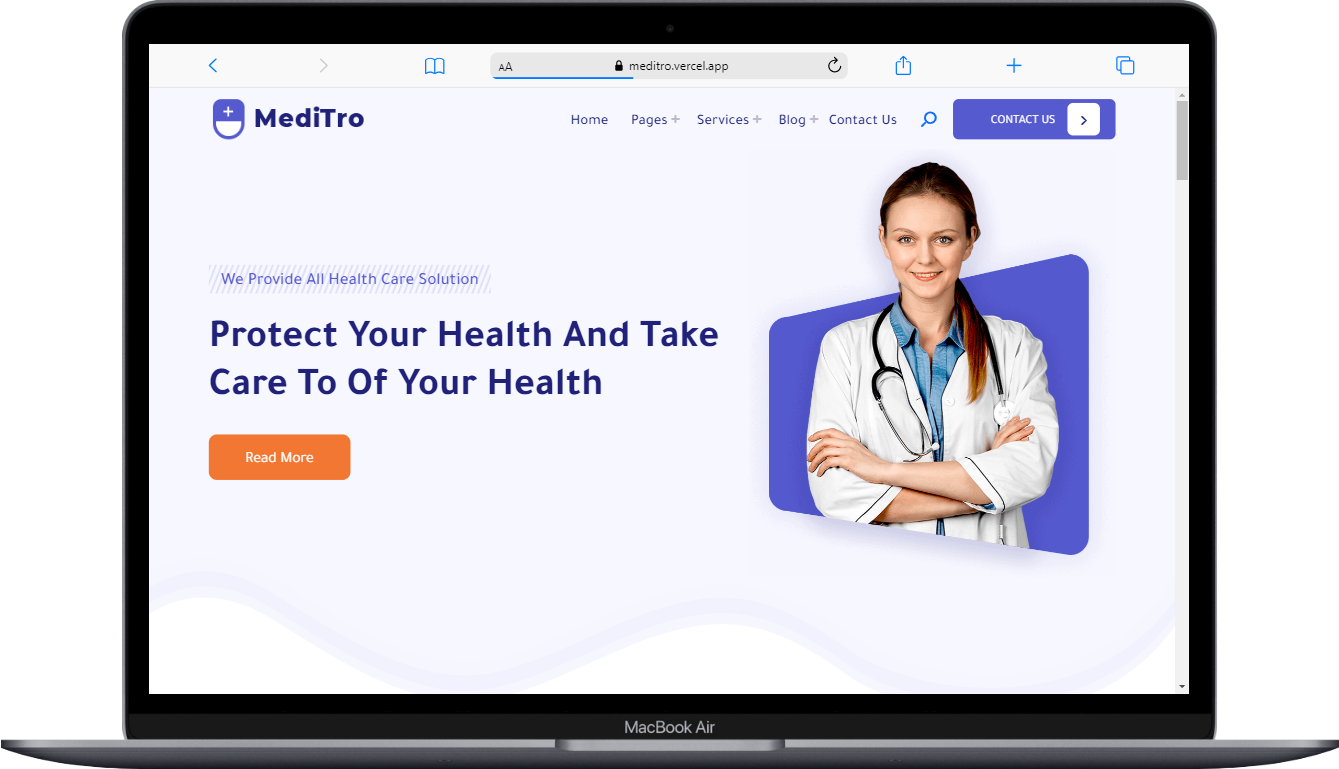 AA
meditro.vercel.app
MediTro
Home Pages + Services + Blog + Contact Us
CONTACT US
We Provide All Health Care Solution
Protect Your Health And Take
Care To Of Your Health
Read More
MacBook Air